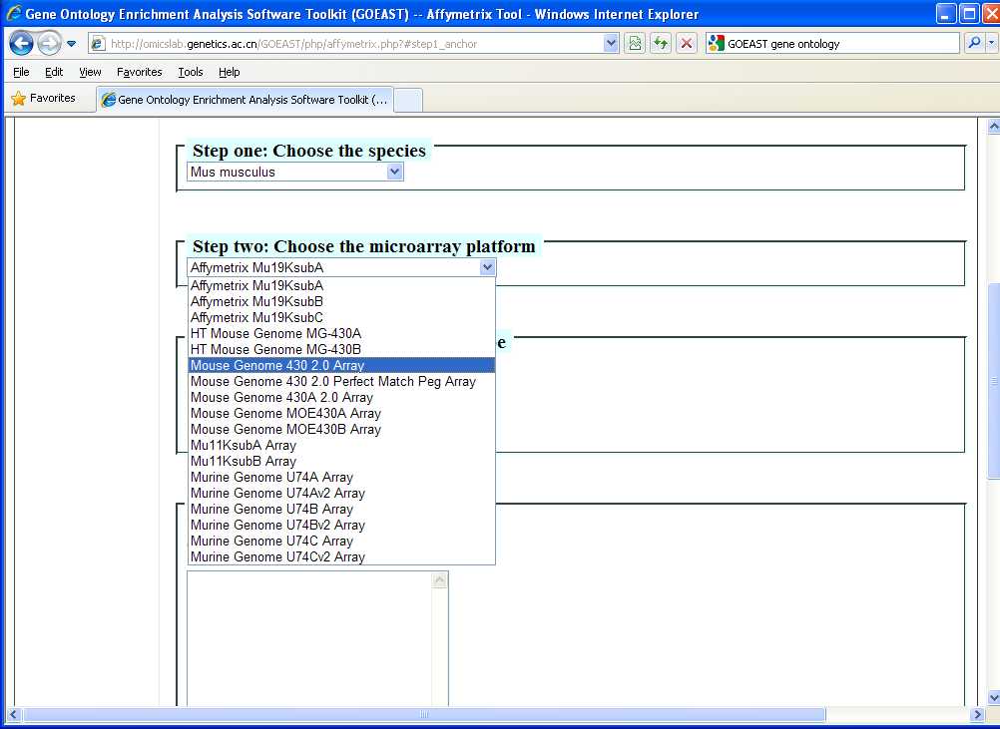 Gene Ontology Enrichment Analysis Software Toolkit (GOEAST) -- Affymetrix Tool - Windows Internet Explorer
http://omicslab.genetics.ac.cn/GOEAST/php/affymetrix.php?#step1_anchor
GOEAST gene ontology
File Edit View Favorites Tools Help
Favorites
Gene Ontology Enrichment Analysis Software Toolkit (...
Step one: Choose the species
Mus musculus
Step two: Choose the microarray platform
Affymetrix Mu19KsubA
Affymetrix Mu19KsubA
Affymetrix Mu19KsubB
Affymetrix Mu19KsubC
HT Mouse Genome MG-430A
e
HT Mouse Genome MG-430B
Mouse Genome 430 2.0 Array
Mouse Genome 430 2.0 Perfect Match Peg Array
Mouse Genome 430A 2.0 Array
Mouse Genome MOE430A Array
Mouse Genome MOE430B Array
Mu11KsubA Array
Mu11KsubB Array
Murine Genome U74A Array
Murine Genome U74Av2 Array
Murine Genome U74B Array
Murine Genome U74Bv2 Array
Murine Genome U74C Array
Murine Genome U74Cv2 Array